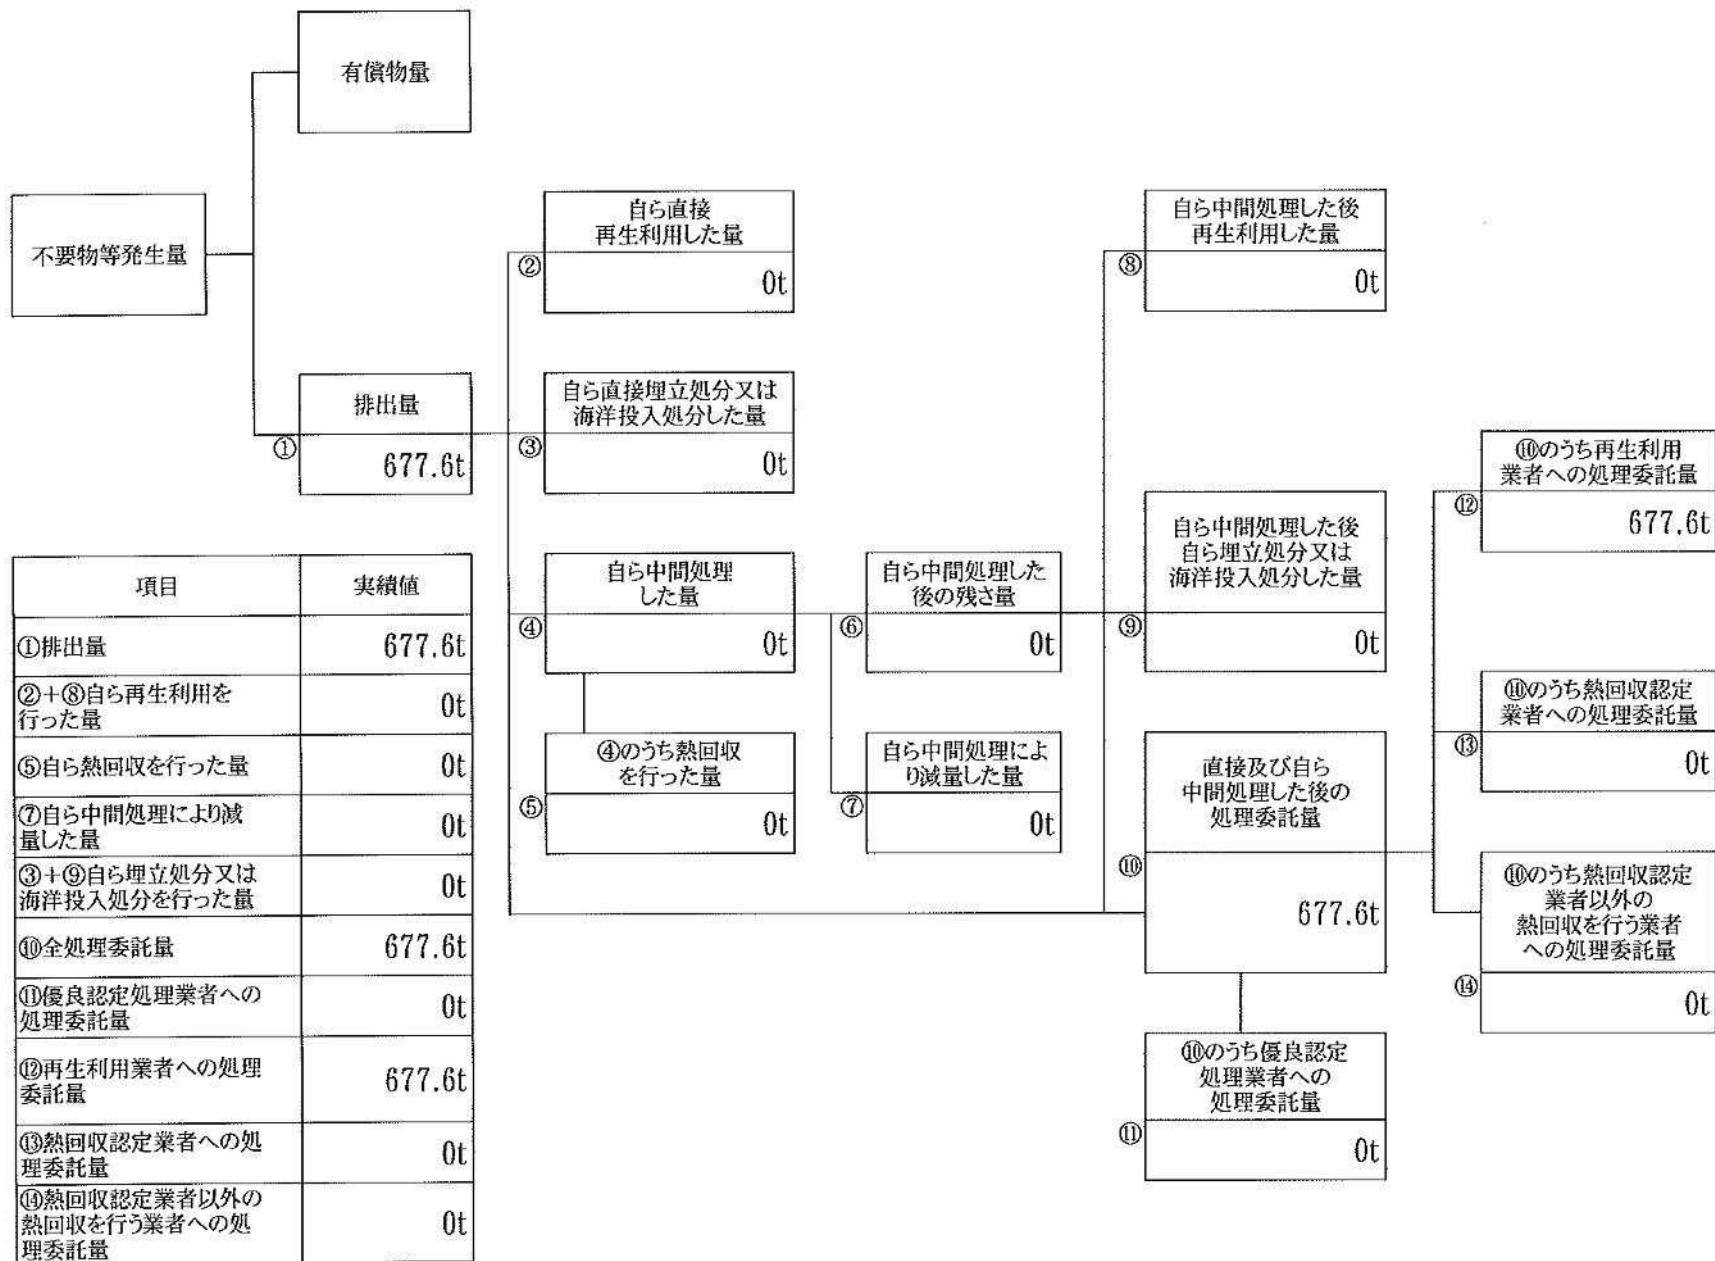 有償物量
不要物等発生量
排出量
①
677.6t
自ら直接
再生利用した量
②
0t
自ら直接埋立処分又は
海洋投入処分した量
③
0t
自ら中間処理
した量
④
0t
④のうち熱回収
を行った量
⑤
0t
自ら中間処理した
後の残さ量
⑥
0t
自ら中間処理によ
り減量した量
⑦
0t
自ら中間処理した後
再生利用した量
⑧
0t
自ら中間処理した後
自ら埋立処分又は
海洋投入処分した量
⑨
0t
直接及び自ら
中間処理した後の
処理委託量
⑩
677.6t
⑩のうち優良認定
処理業者への
処理委託量
⑪
0t
⑩のうち再生利用
業者への処理委託量
⑫
677.6t
⑩のうち熱回収認定
業者への処理委託量
⑬
0t
⑩のうち熱回収認定
業者以外の
熱回収を行う業者
への処理委託量
⑭
0t
項目 実績値
①排出量 677.6t
②+⑧自ら再生利用を
行った量 0t
⑤自ら熱回収を行った量 0t
⑦自ら中間処理により減
量した量 0t
③+⑨自ら埋立処分又は
海洋投入処分を行った量 0t
⑩全処理委託量 677.6t
⑪優良認定処理業者への
処理委託量 0t
⑫再生利用業者への処理
委託量 677.6t
⑬熱回収認定業者への処
理委託量 0t
⑭熱回収認定業者以外の
熱回収を行う業者への処
理委託量 0t